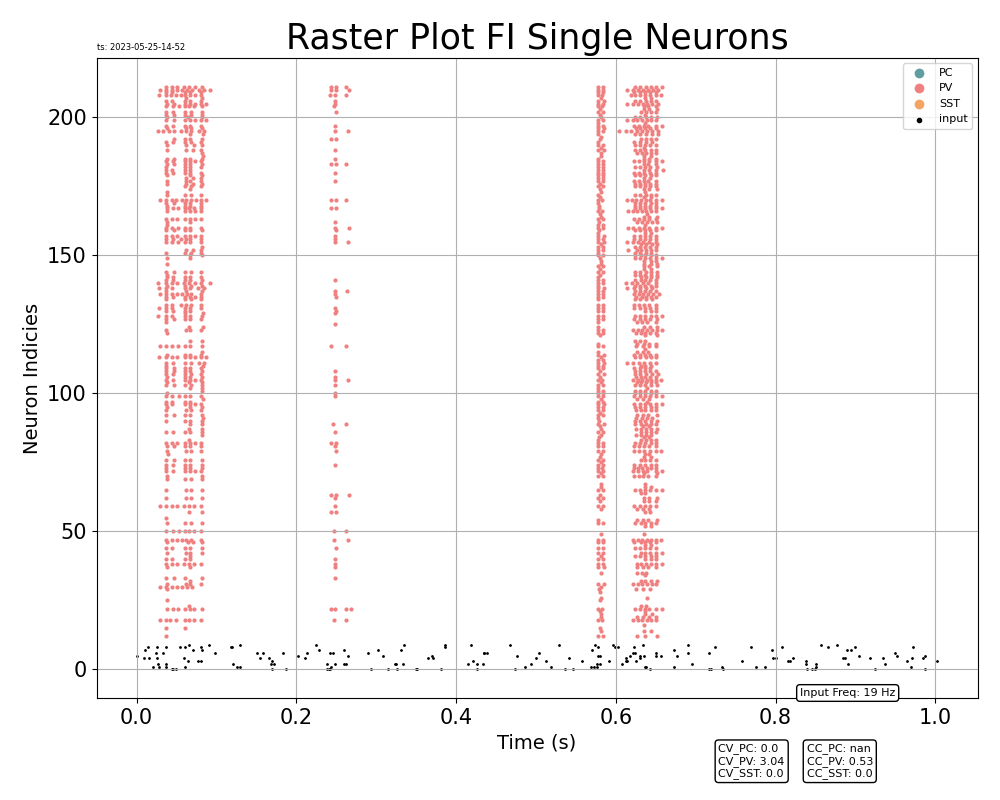 Raster Plot FI Single Neurons
ts: 2023-05-25-14-52
PC
PV
SST
input
200
150
100
50
0
Neuron Indicies
0.0 0.2 0.4 0.6 0.8 1.0
Time (s)
Input Freq: 19 Hz
CV_PC: 0.0
CV_PV: 3.04
CV_SST: 0.0
CC_PC: nan
CC_PV: 0.53
CC_SST: 0.0